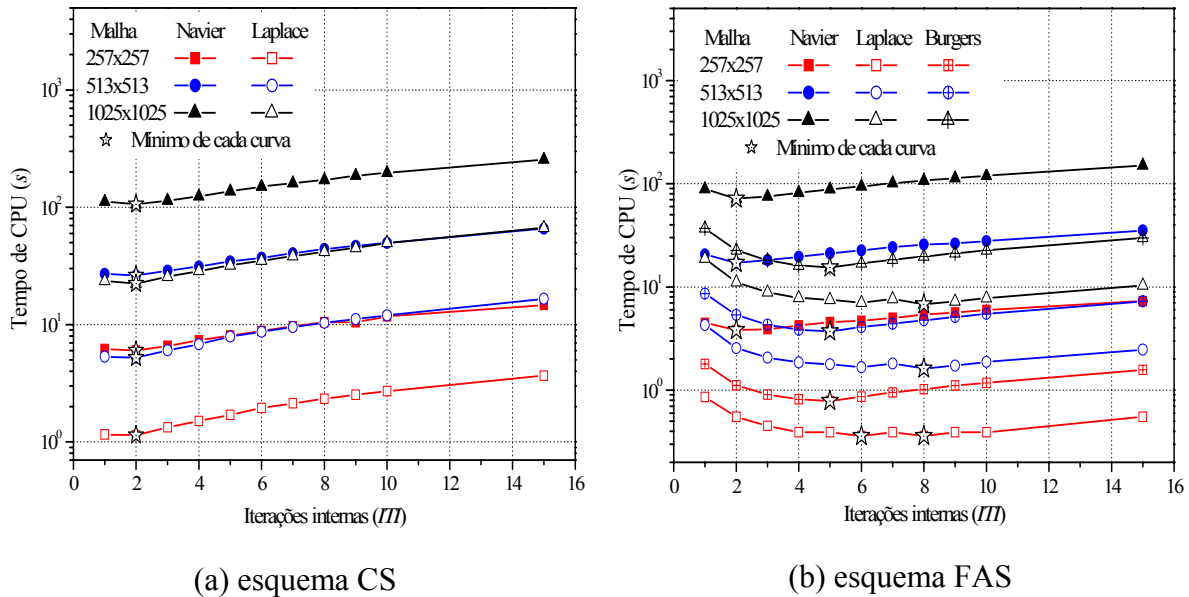 Malha Navier Laplace
257x257
513x513
1025x1025
Mínimo de cada curva
Tempo de CPU (s)
10³
10²
10¹
10⁰
0 2 4 6 8 10 12 14 16
Iterações internas (ITI)
(a) esquema CS
Malha Navier Laplace Burgers
257x257
513x513
1025x1025
Mínimo de cada curva
Tempo de CPU (s)
10³
10²
10¹
10⁰
0 2 4 6 8 10 12 14 16
Iterações internas (ITI)
(b) esquema FAS